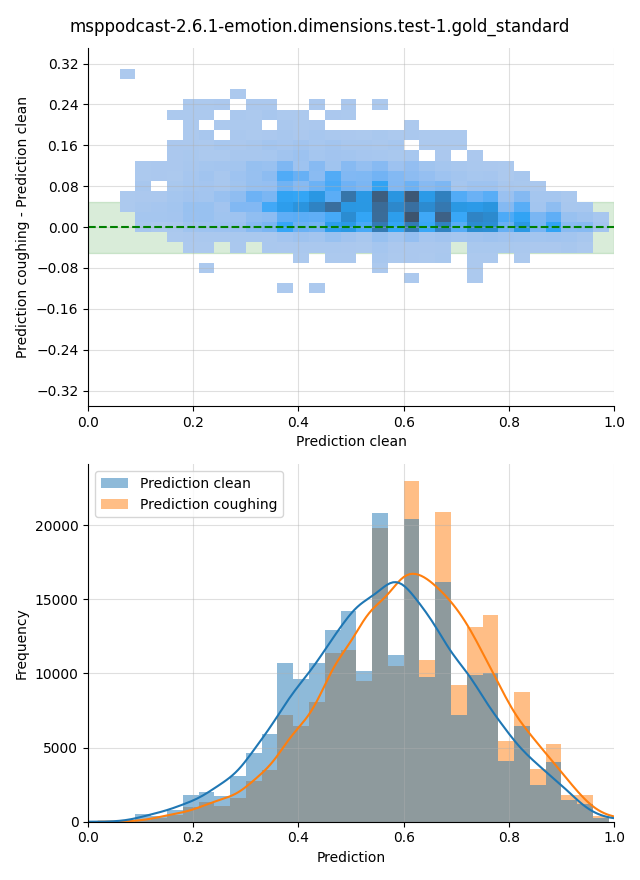 msppodcast-2.6.1-emotion.dimensions.test-1.gold_standard
Prediction coughing - Prediction clean
0.32
0.24
0.16
0.08
0.00
−0.08
−0.16
−0.24
−0.32
0.0 0.2 0.4 0.6 0.8 1.0
Prediction clean
Prediction clean
Prediction coughing
Frequency
20000
15000
10000
5000
0
0.0 0.2 0.4 0.6 0.8 1.0
Prediction